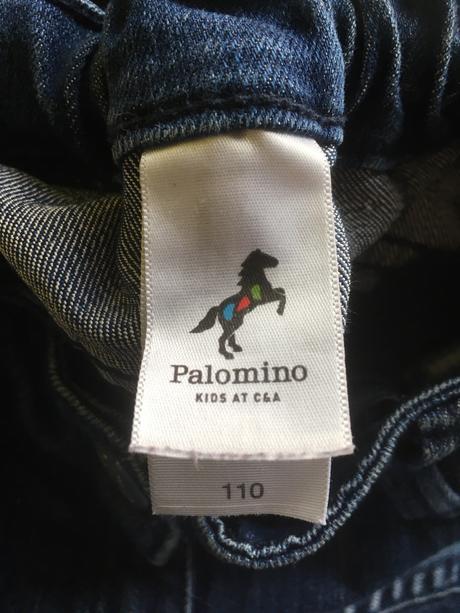 Palomino
KIDS AT C&A
110